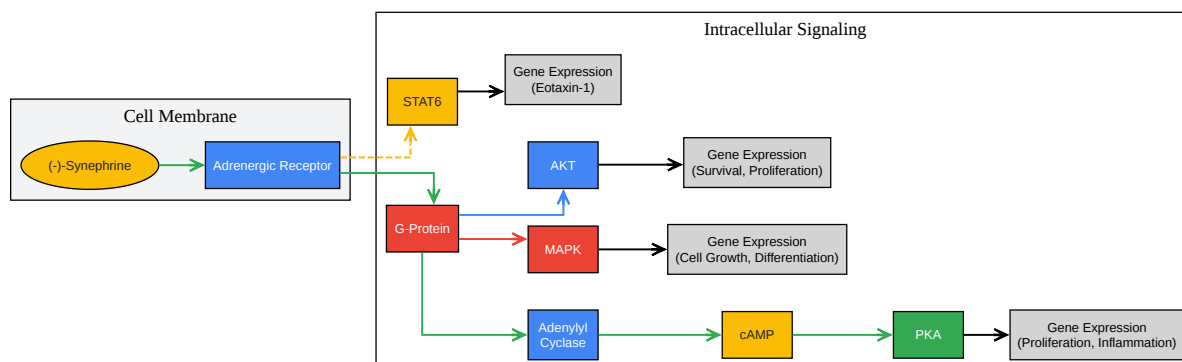 Intracellular Signaling
Gene Expression
(Eotaxin-1)
STAT6
Cell Membrane
(-)-Synephrine
Adrenergic Receptor
AKT
Gene Expression
(Survival, Proliferation)
G-Protein
MAPK
Gene Expression
(Cell Growth, Differentiation)
Adenylyl
Cyclase
cAMP
PKA
Gene Expression
(Proliferation, Inflammation)